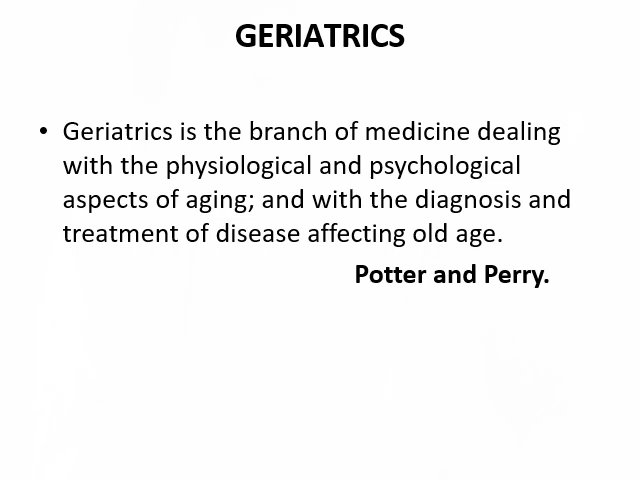 GERIATRICS
• Geriatrics is the branch of medicine dealing
with the physiological and psychological
aspects of aging; and with the diagnosis and
treatment of disease affecting old age.
Potter and Perry.